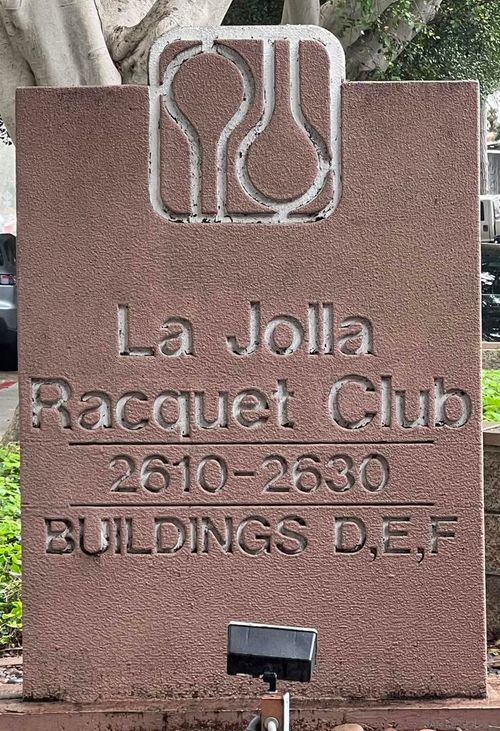 La Jolla
Racquet Club
2610-2630
BUILDINGS D,E,F